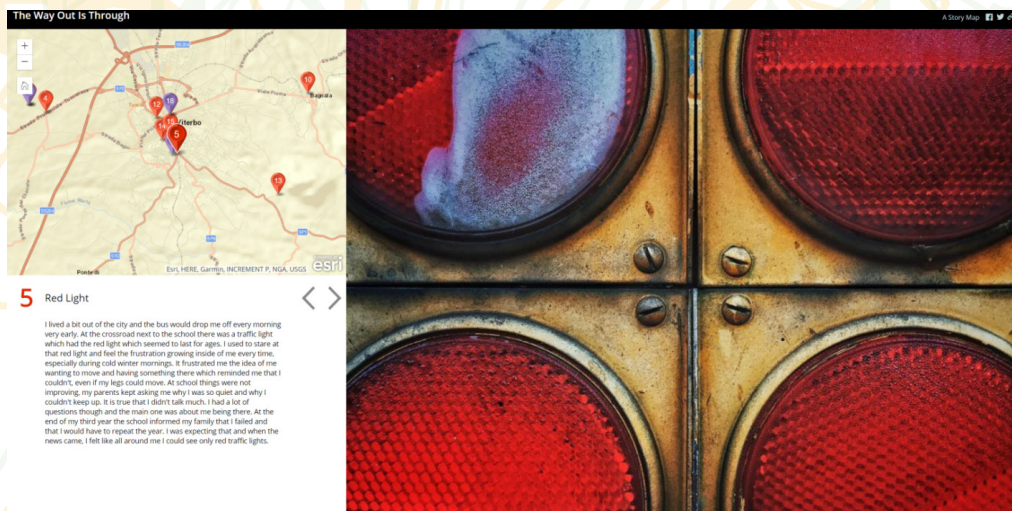 The Way Out Is Through
A Story Map
+
−
4
10
Bagnaia
12
18
15
14
Viterbo
5
13
Esri, HERE, Garmin, INCREMENT P, NGA, USGS
esri
5 Red Light
I lived a bit out of the city and the bus would drop me off every morning
very early. At the crossroad next to the school there was a traffic light
which had the red light which seemed to last for ages. I used to stare at
that red light and feel the frustration growing inside of me every time,
especially during cold winter mornings. It frustrated me the idea of me
wanting to move and having something there which reminded me that I
couldn't, even if my legs could move. At school things were not
improving, my parents kept asking me why I was so quiet and why I
couldn't keep up. It is true that I didn't talk much. I had a lot of
questions though and the main one was about me being there. At the
end of my third year the school informed my family that I failed and
that I would have to repeat the year. I was expecting that and when the
news came, I felt like all around me I could see only red traffic lights.